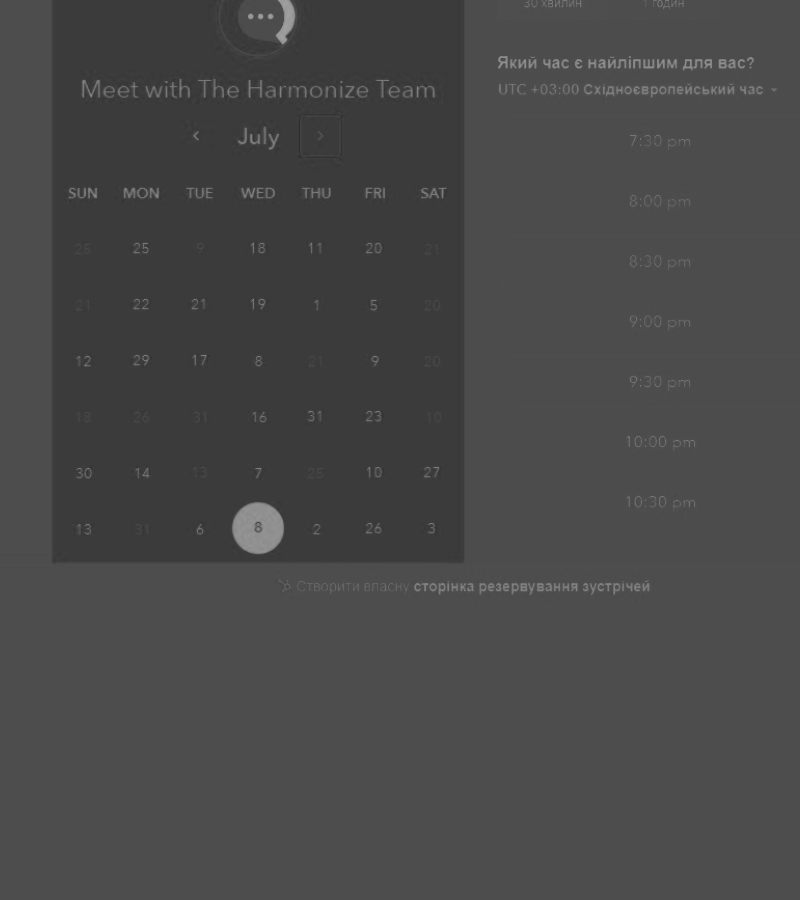 30 хвилин 1 годин
Meet with The Harmonize Team
July
SUN MON TUE WED THU FRI SAT
25 9 18 11 20 21
21 22 21 19 1 5 20
12 29 17 8 21 9 20
18 26 31 16 31 23 10
30 14 13 7 10 27
13 31 6 8 2 26 3
Який час є найліпшим для вас?
UTC +03:00 Східноєвропейський час
7:30 pm
8:00 pm
8:30 pm
9:00 pm
9:30 pm
10:00 pm
10:30 pm
Створити власну сторінка резервування зустрічей